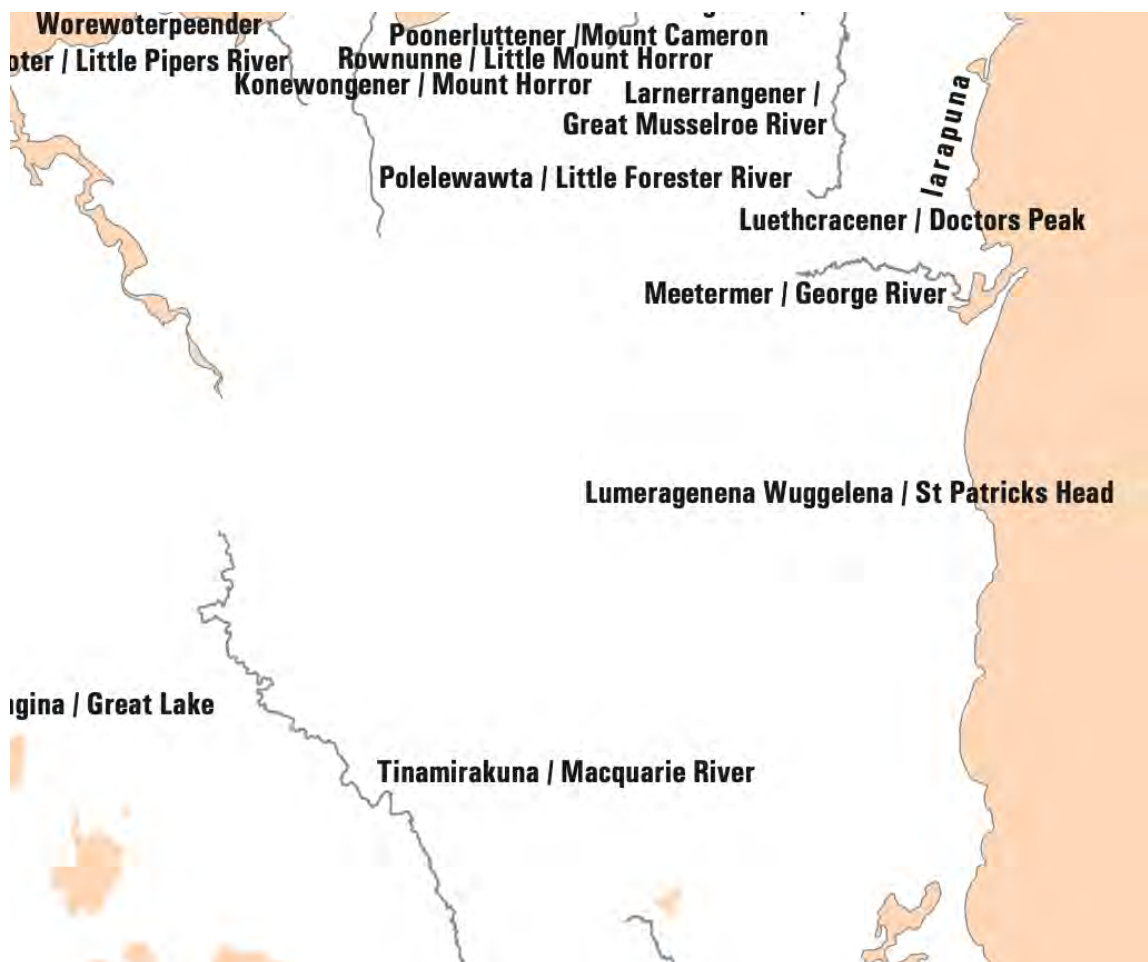 Worewoterpeender
Poonerluttener /Mount Cameron
/ Little Pipers River
Rownunne / Little Mount Horror
Konewongener / Mount Horror
Larnerrangener /
Great Musselroe River
larapuna
Polelewawta / Little Forester River
Luethcracener / Doctors Peak
Meetermer / George River
Lumeragenena Wuggelena / St Patricks Head
/ Great Lake
Tinamirakuna / Macquarie River